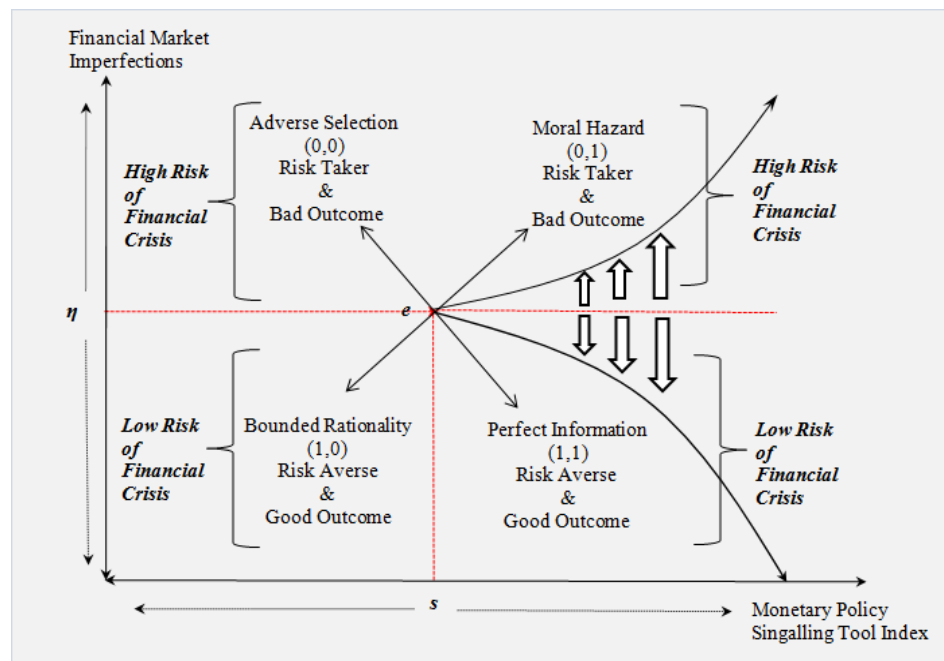 Financial Market
Imperfections
Adverse Selection
(0,0)
Risk Taker
&
Bad Outcome
Moral Hazard
(0,1)
Risk Taker
&
Bad Outcome
High Risk
of
Financial
Crisis
High Risk
of
Financial
Crisis
η
e
Low Risk
of
Financial
Crisis
Bounded Rationality
(1,0)
Risk Averse
&
Good Outcome
Perfect Information
(1,1)
Risk Averse
&
Good Outcome
Low Risk
of
Financial
Crisis
s
Monetary Policy
Singalling Tool Index